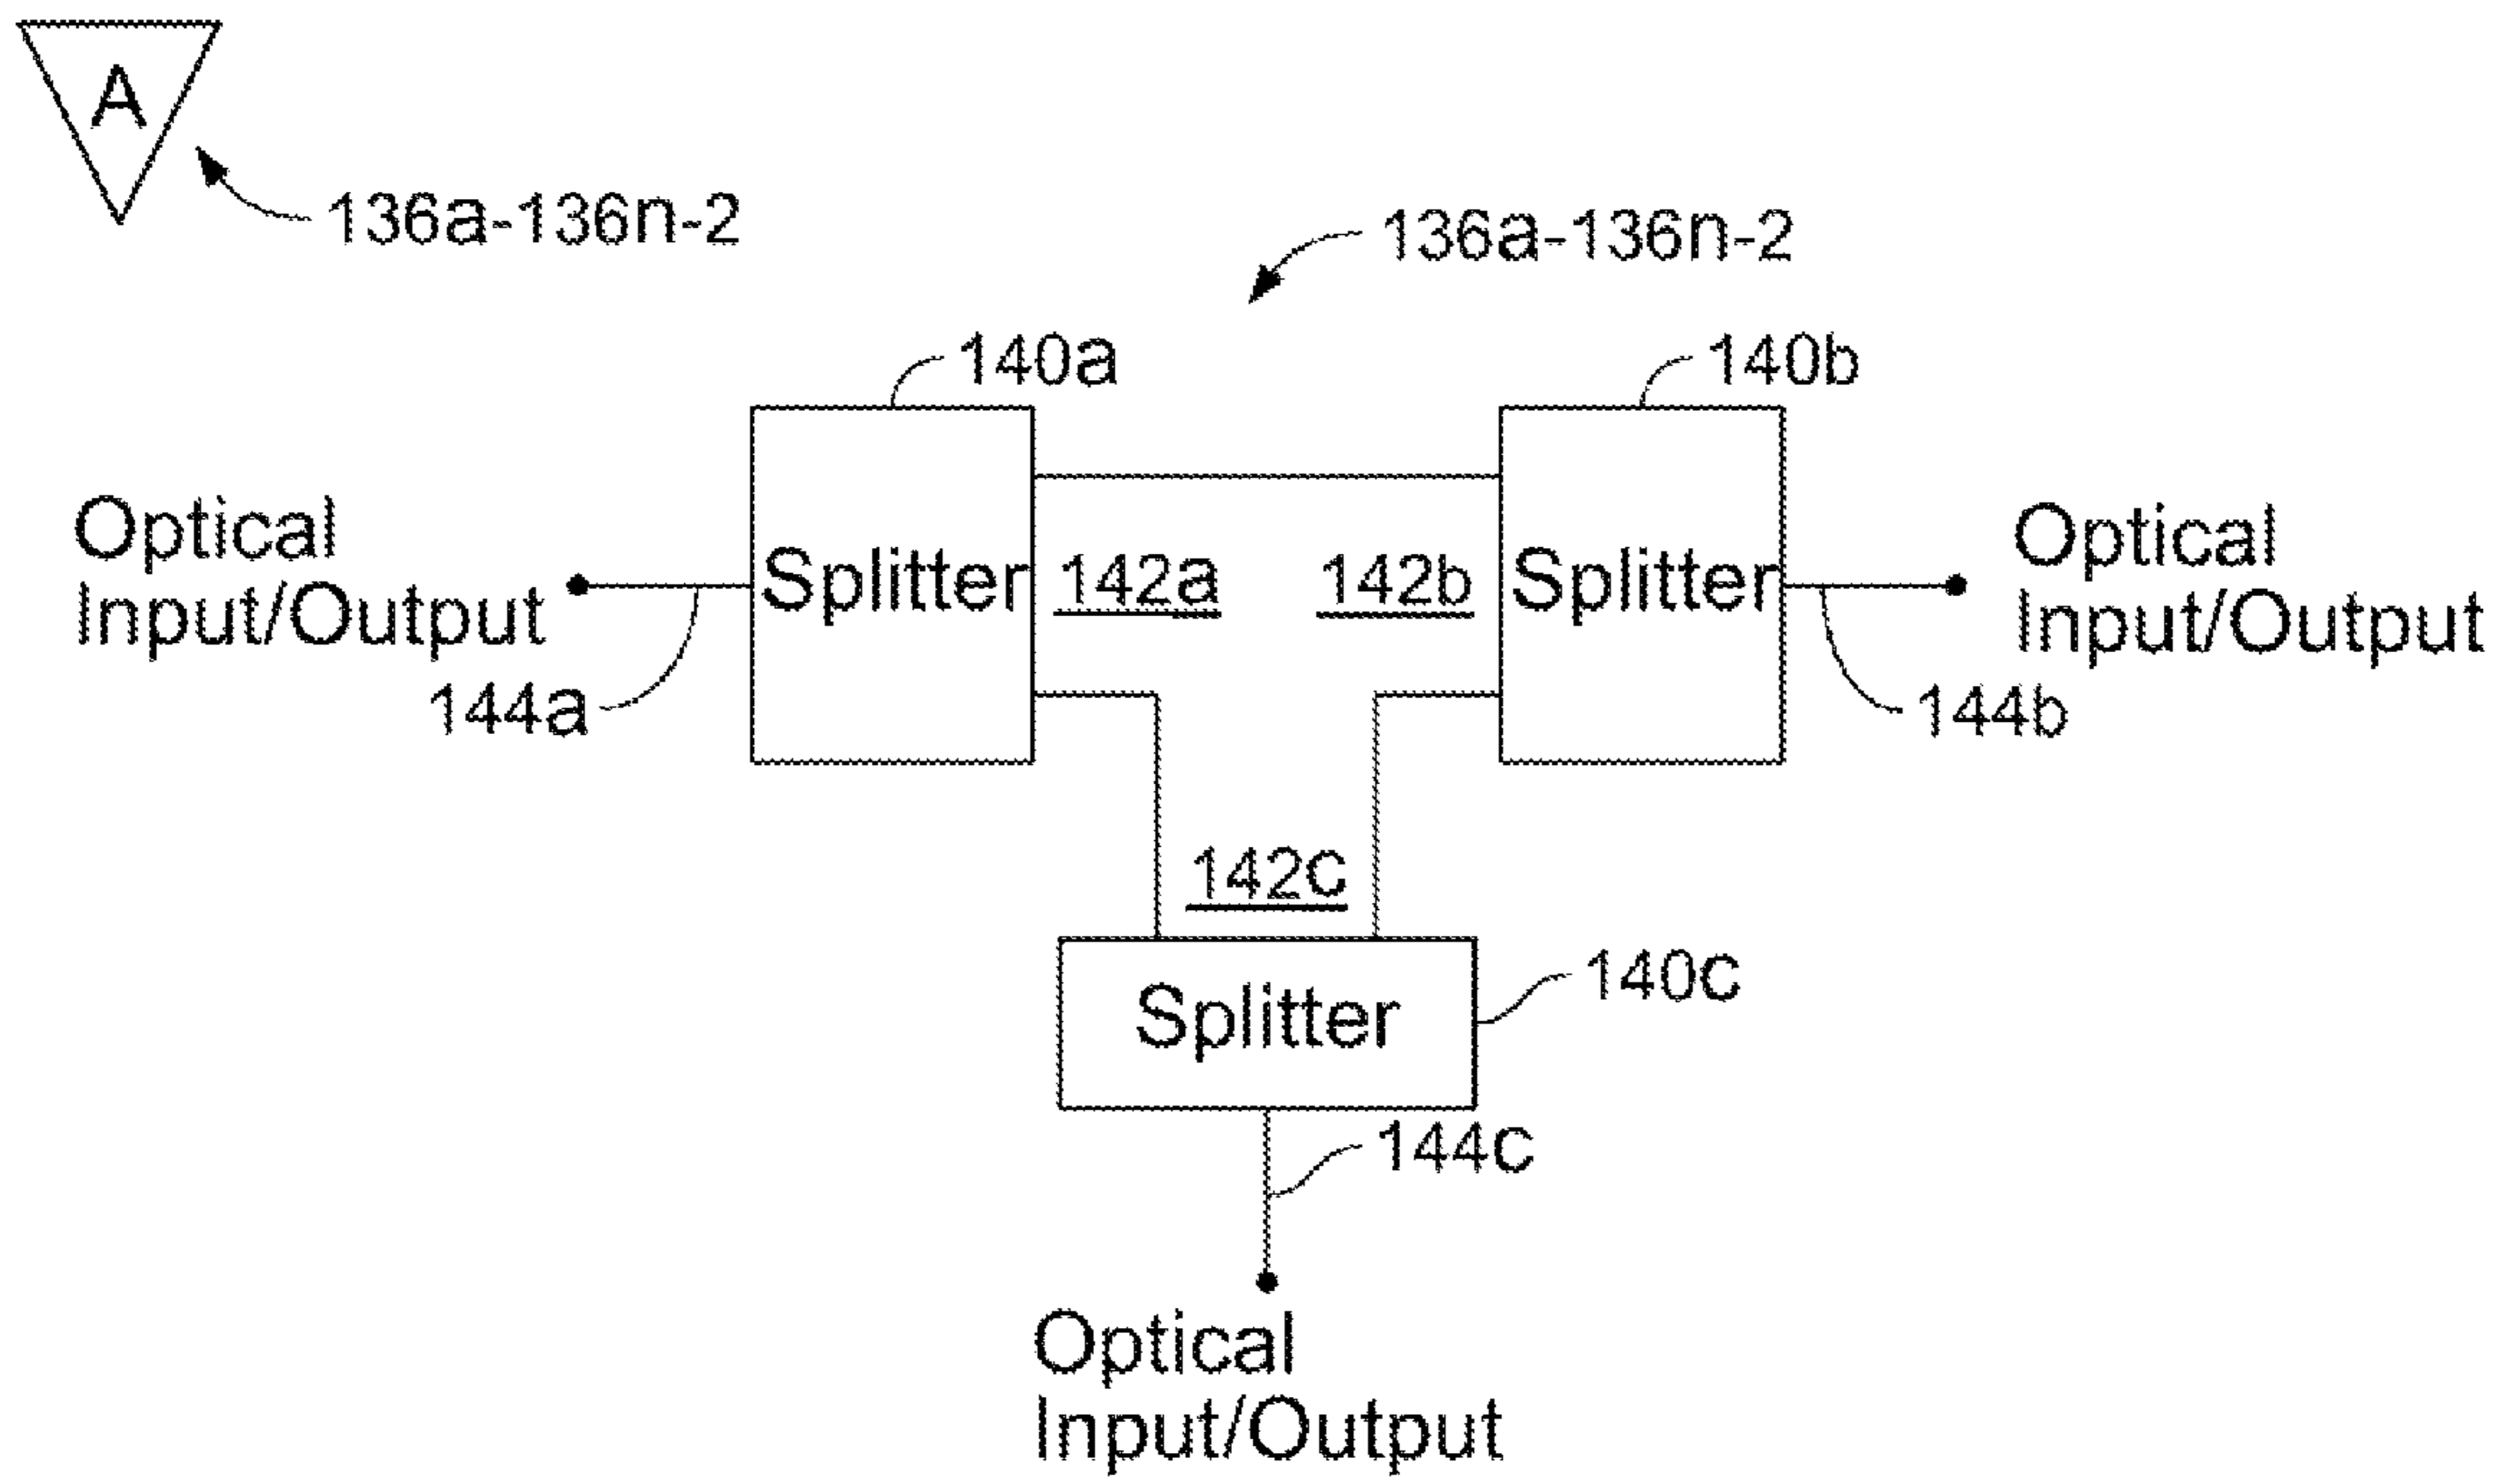 A
136a-136n-2
136a-136n-2
140a
140b
Optical
Input/Output
Splitter
142a
142b
Splitter
Optical
Input/Output
144a
144b
142c
Splitter
140c
144c
Optical
Input/Output